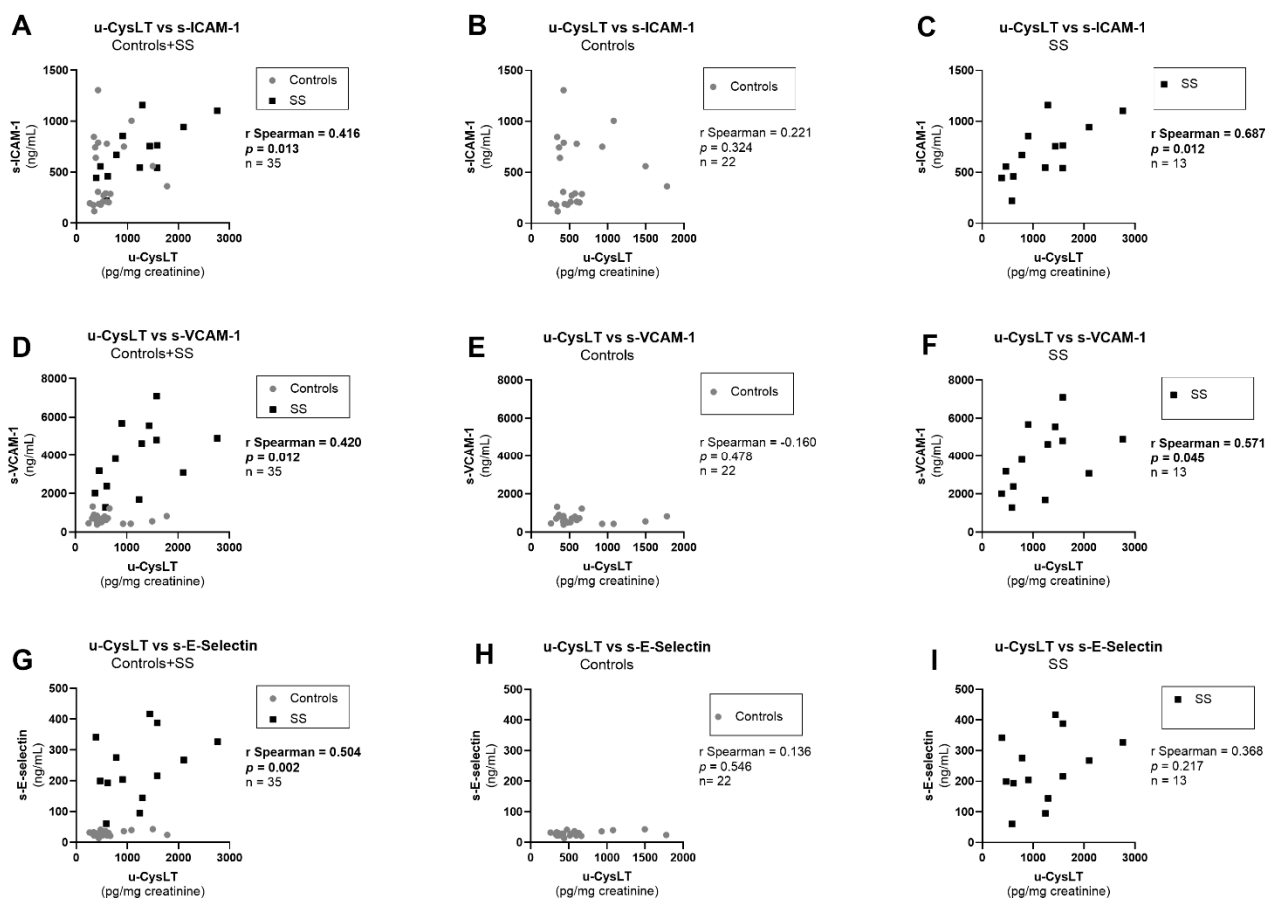 A
u-CysLT vs s-ICAM-1
Controls+SS
s-ICAM-1
(ng/mL)
1500
1000
500
0
0 1000 2000 3000
u-CysLT
(pg/mg creatinine)
Controls
SS
r Spearman = 0.416
p = 0.013
n = 35
B
u-CysLT vs s-ICAM-1
Controls
s-ICAM-1
(ng/mL)
1500
1000
500
0
0 500 1000 1500 2000
u-CysLT
(pg/mg creatinine)
Controls
r Spearman = 0.221
p = 0.324
n = 22
C
u-CysLT vs s-ICAM-1
SS
s-ICAM-1
(ng/mL)
1500
1000
500
0
0 1000 2000 3000
u-CysLT
(pg/mg creatinine)
SS
r Spearman = 0.687
p = 0.012
n = 13
D
u-CysLT vs s-VCAM-1
Controls+SS
s-VCAM-1
(ng/mL)
8000
6000
4000
2000
0
0 1000 2000 3000
u-CysLT
(pg/mg creatinine)
Controls
SS
r Spearman = 0.420
p = 0.012
n = 35
E
u-CysLT vs s-VCAM-1
Controls
s-VCAM-1
(ng/mL)
8000
6000
4000
2000
0
0 500 1000 1500 2000
u-CysLT
(pg/mg creatinine)
Controls
r Spearman = -0.160
p = 0.478
n = 22
F
u-CysLT vs s-VCAM-1
SS
s-VCAM-1
(ng/mL)
8000
6000
4000
2000
0
0 1000 2000 3000
u-CysLT
(pg/mg creatinine)
SS
r Spearman = 0.571
p = 0.045
n = 13
G
u-CysLT vs s-E-Selectin
Controls+SS
s-E-selectin
(ng/mL)
500
400
300
200
100
0
0 1000 2000 3000
u-CysLT
(pg/mg creatinine)
Controls
SS
r Spearman = 0.504
p = 0.002
n = 35
H
u-CysLT vs s-E-Selectin
Controls
s-E-selectin
(ng/mL)
500
400
300
200
100
0
0 500 1000 1500 2000
u-CysLT
(pg/mg creatinine)
Controls
r Spearman = 0.136
p = 0.546
n= 22
I
u-CysLT vs s-E-Selectin
SS
s-E-selectin
(ng/mL)
500
400
300
200
100
0
0 1000 2000 3000
u-CysLT
(pg/mg creatinine)
SS
r Spearman = 0.368
p = 0.217
n = 13